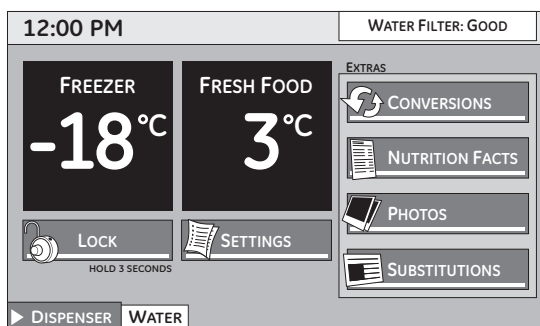 12:00 PM
WATER FILTER: GOOD
FREEZER
-18°C
FRESH FOOD
3°C
EXTRAS
CONVERSIONS
NUTRITION FACTS
PHOTOS
SUBSTITUTIONS
LOCK
HOLD 3 SECONDS
SETTINGS
DISPENSER
WATER